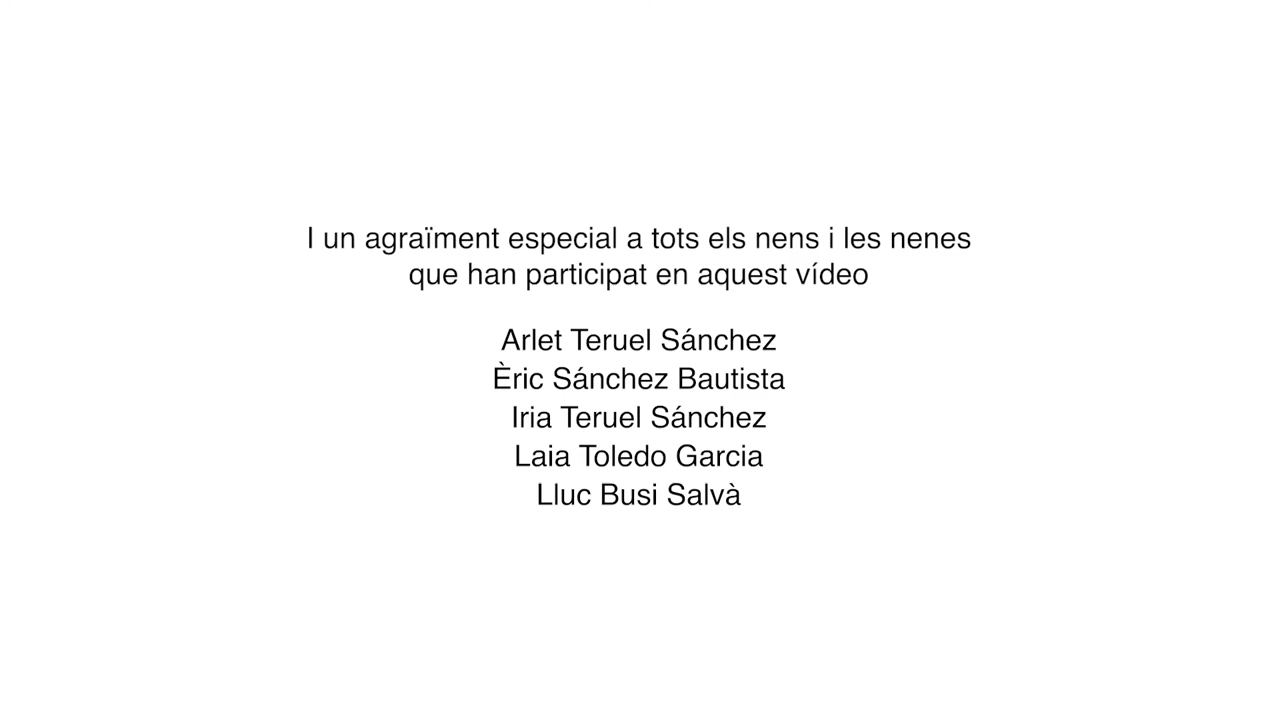 I un agraïment especial a tots els nens i les nenes
que han participat en aquest vídeo
Arlet Teruel Sánchez
Èric Sánchez Bautista
Iria Teruel Sánchez
Laia Toledo Garcia
Lluc Busi Salvà